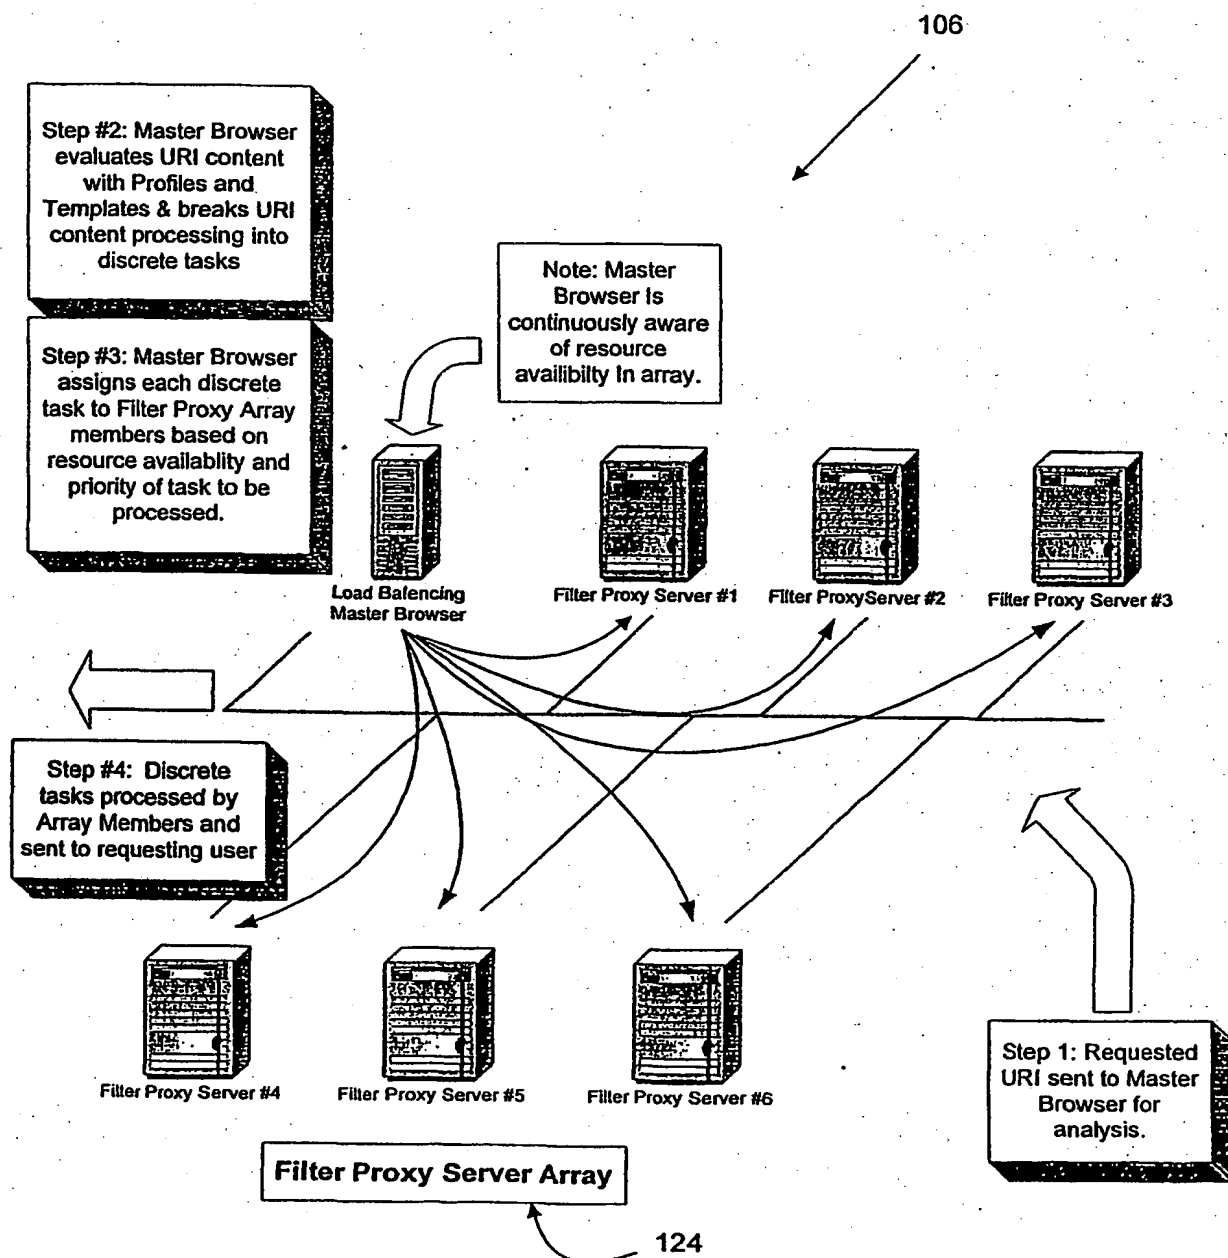 106
Step #2: Master Browser
evaluates URI content
with Profiles and
Templates & breaks URI
content processing into
discrete tasks
Note: Master
Browser Is
continuously aware
of resource
availibilty In array.
Step #3: Master Browser
assigns each discrete
task to Filter Proxy Array
members based on
resource availablity and
priority of task to be
processed.
Load Balencing
Master Browser
Filter Proxy Server #1
Filter ProxyServer #2
Filter Proxy Server #3
Step #4: Discrete
tasks processed by
Array Members and
sent to requesting user
Filter Proxy Server #4
Filter Proxy Server #5
Filter Proxy Server #6
Step 1: Requested
URI sent to Master
Browser for
analysis.
Filter Proxy Server Array
124